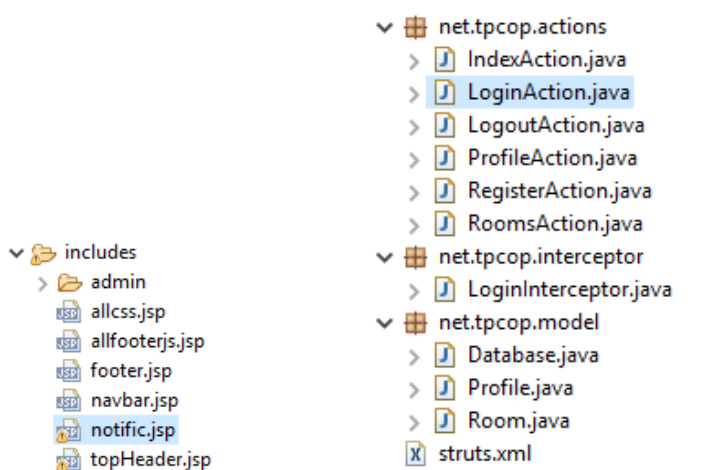 includes
admin
allcss.jsp
allfooterjs.jsp
footer.jsp
navbar.jsp
notific.jsp
topHeader.jsp
net.tpcop.actions
IndexAction.java
LoginAction.java
LogoutAction.java
ProfileAction.java
RegisterAction.java
RoomsAction.java
net.tpcop.interceptor
LoginInterceptor.java
net.tpcop.model
Database.java
Profile.java
Room.java
struts.xml